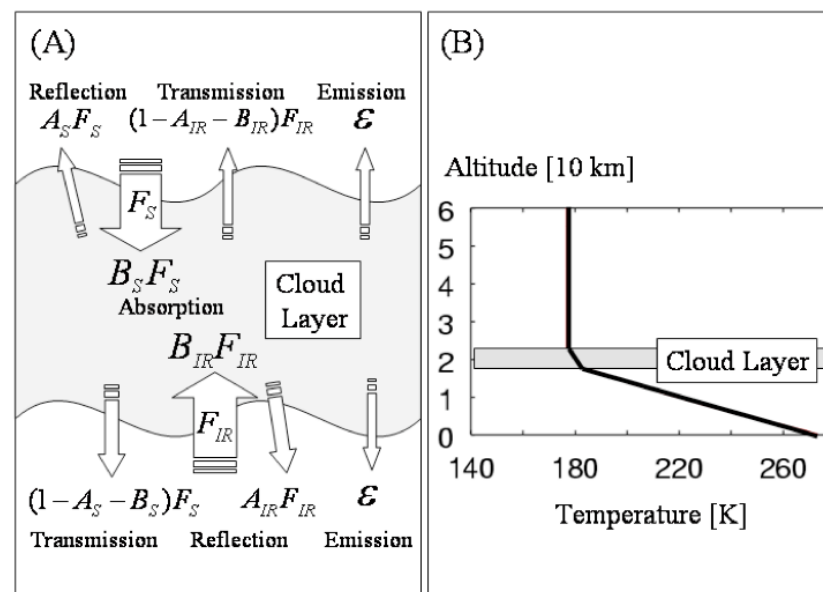 (A)
Reflection Transmission Emission
A_S F_S (1−A_IR−B_IR)F_IR ε
F_S
B_S F_S
Absorption
Cloud
Layer
B_IR F_IR
F_IR
(1−A_S−B_S)F_S A_IR F_IR ε
Transmission Reflection Emission
(B)
Altitude [10 km]
6
5
4
3
2
1
0
Cloud Layer
140 180 220 260
Temperature [K]